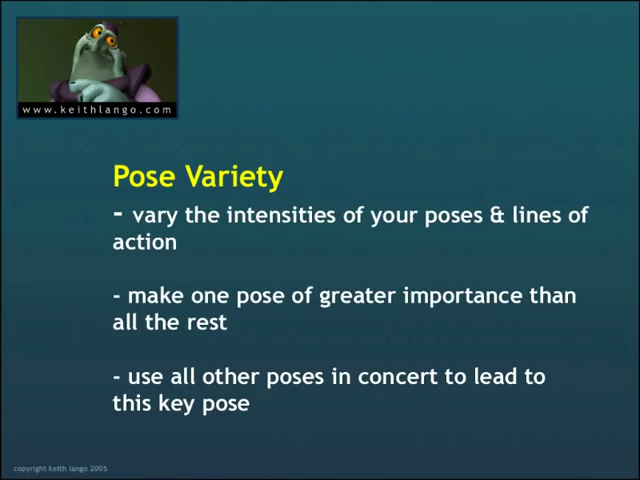 www.keithlango.com
Pose Variety
- vary the intensities of your poses & lines of
action
- make one pose of greater importance than
all the rest
- use all other poses in concert to lead to
this key pose
copyright keith lango 2005